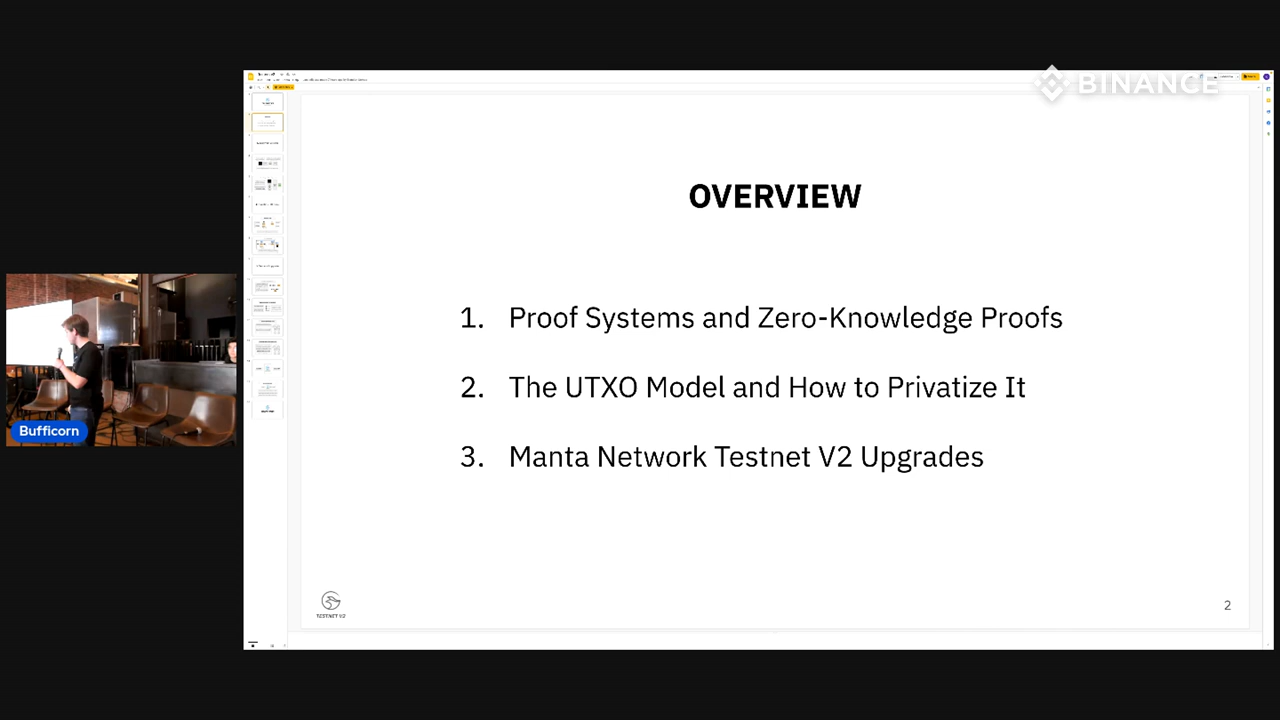 BINANCE
OVERVIEW
1. Proof Systems and Zero-Knowledge Proofs
2. The UTXO Model and How to Privatize It
3. Manta Network Testnet V2 Upgrades
Bufficorn
TESTNET V2
2